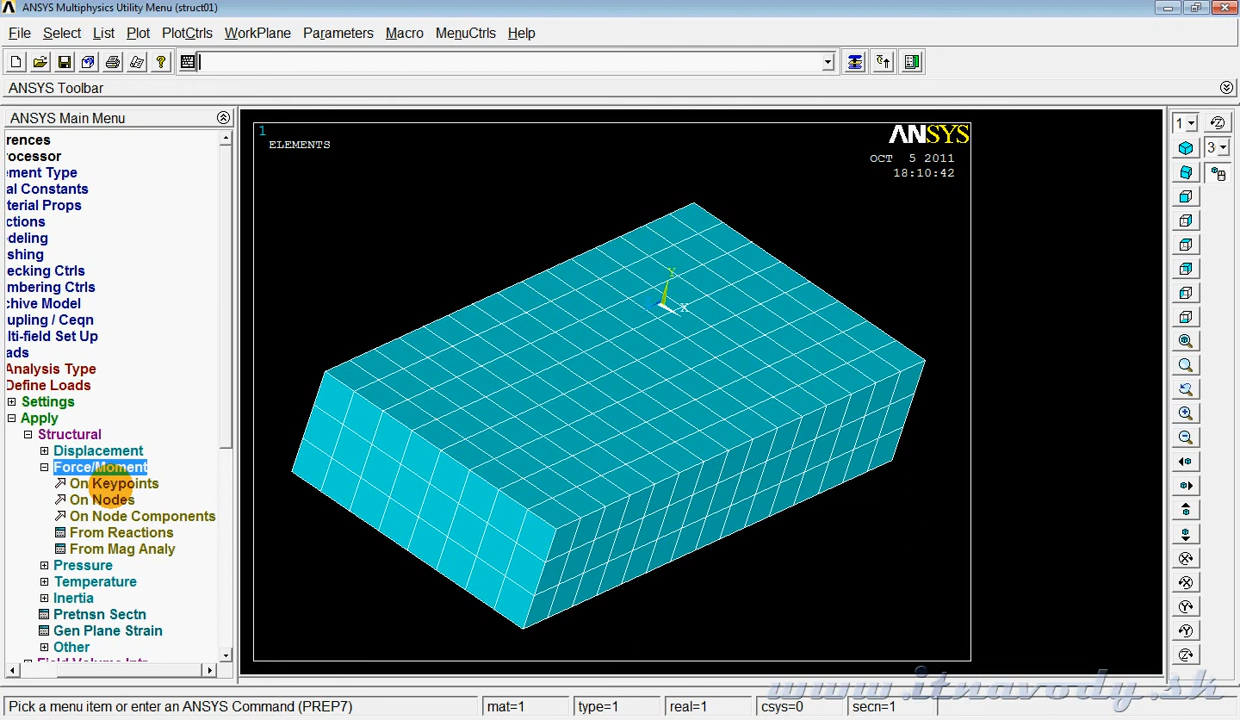 ANSYS Multiphysics Utility Menu (struct01)
File Select List Plot PlotCtrls WorkPlane Parameters Macro MenuCtrls Help
ANSYS Toolbar
ANSYS Main Menu
rences
rocessor
ement Type
al Constants
terial Props
ctions
deling
shing
ecking Ctrls
mbering Ctrls
chive Model
upling / Ceqn
lti-field Set Up
ads
Analysis Type
Define Loads
Settings
Apply
Structural
Displacement
Force/Moment
On Keypoints
On Nodes
On Node Components
From Reactions
From Mag Analy
Pressure
Temperature
Inertia
Pretnsn Sectn
Gen Plane Strain
Other
1
ELEMENTS
ANSYS
OCT 5 2011
18:10:42
Y
X
1
3
www.itnavody.sk
Pick a menu item or enter an ANSYS Command (PREP7) mat=1 type=1 real=1 csys=0 secn=1